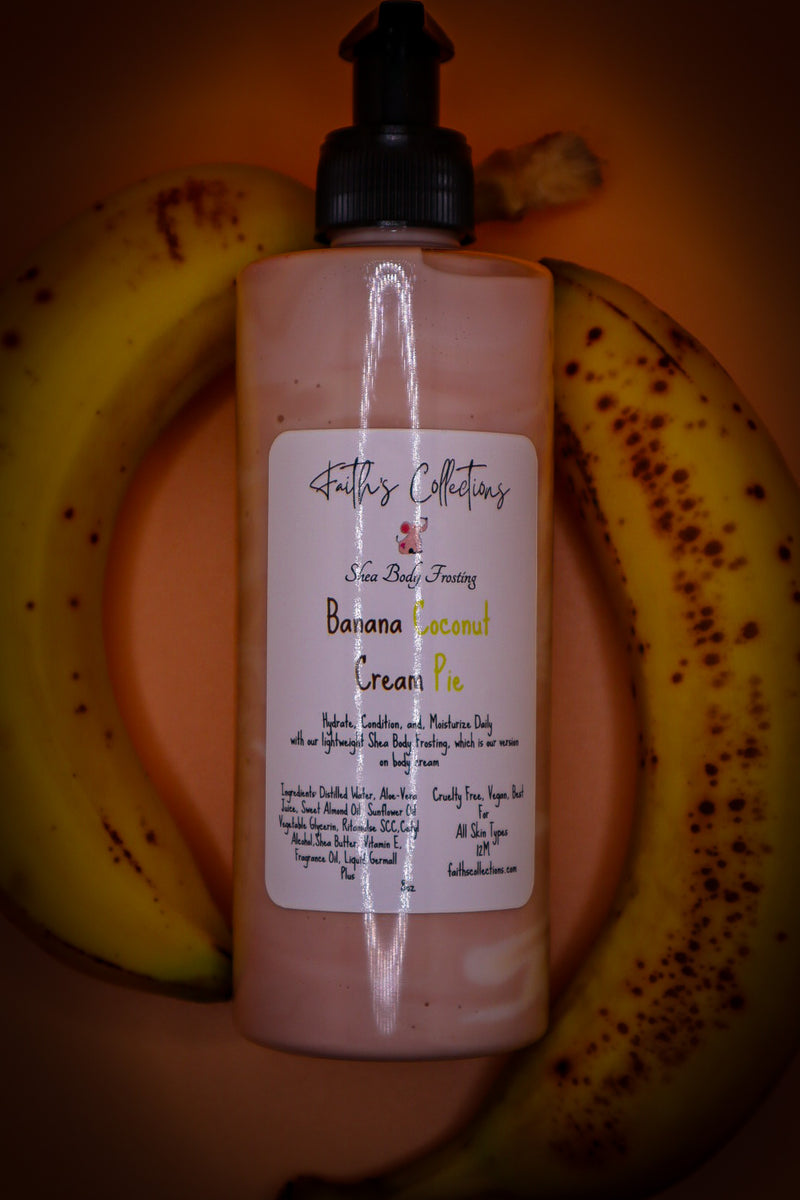 Faith's Collections
Shea Body Frosting
Banana Coconut
Cream Pie
Hydrate, Condition, and, Moisturize Daily
with our lightweight Shea Body Frosting, which is our version
on body cream
Ingredients: Distilled Water, Aloe-Vera
Juice, Sweet Almond Oil, Sunflower Oil
Vegetable Glycerin, Ritamulse SCC, Cetyl
Alcohol, Shea Butter, Vitamin E,
Fragrance Oil, Liquid Germall
Plus
8oz
Cruelty Free, Vegan, Best
For
All Skin Types
12M
faithscollections.com